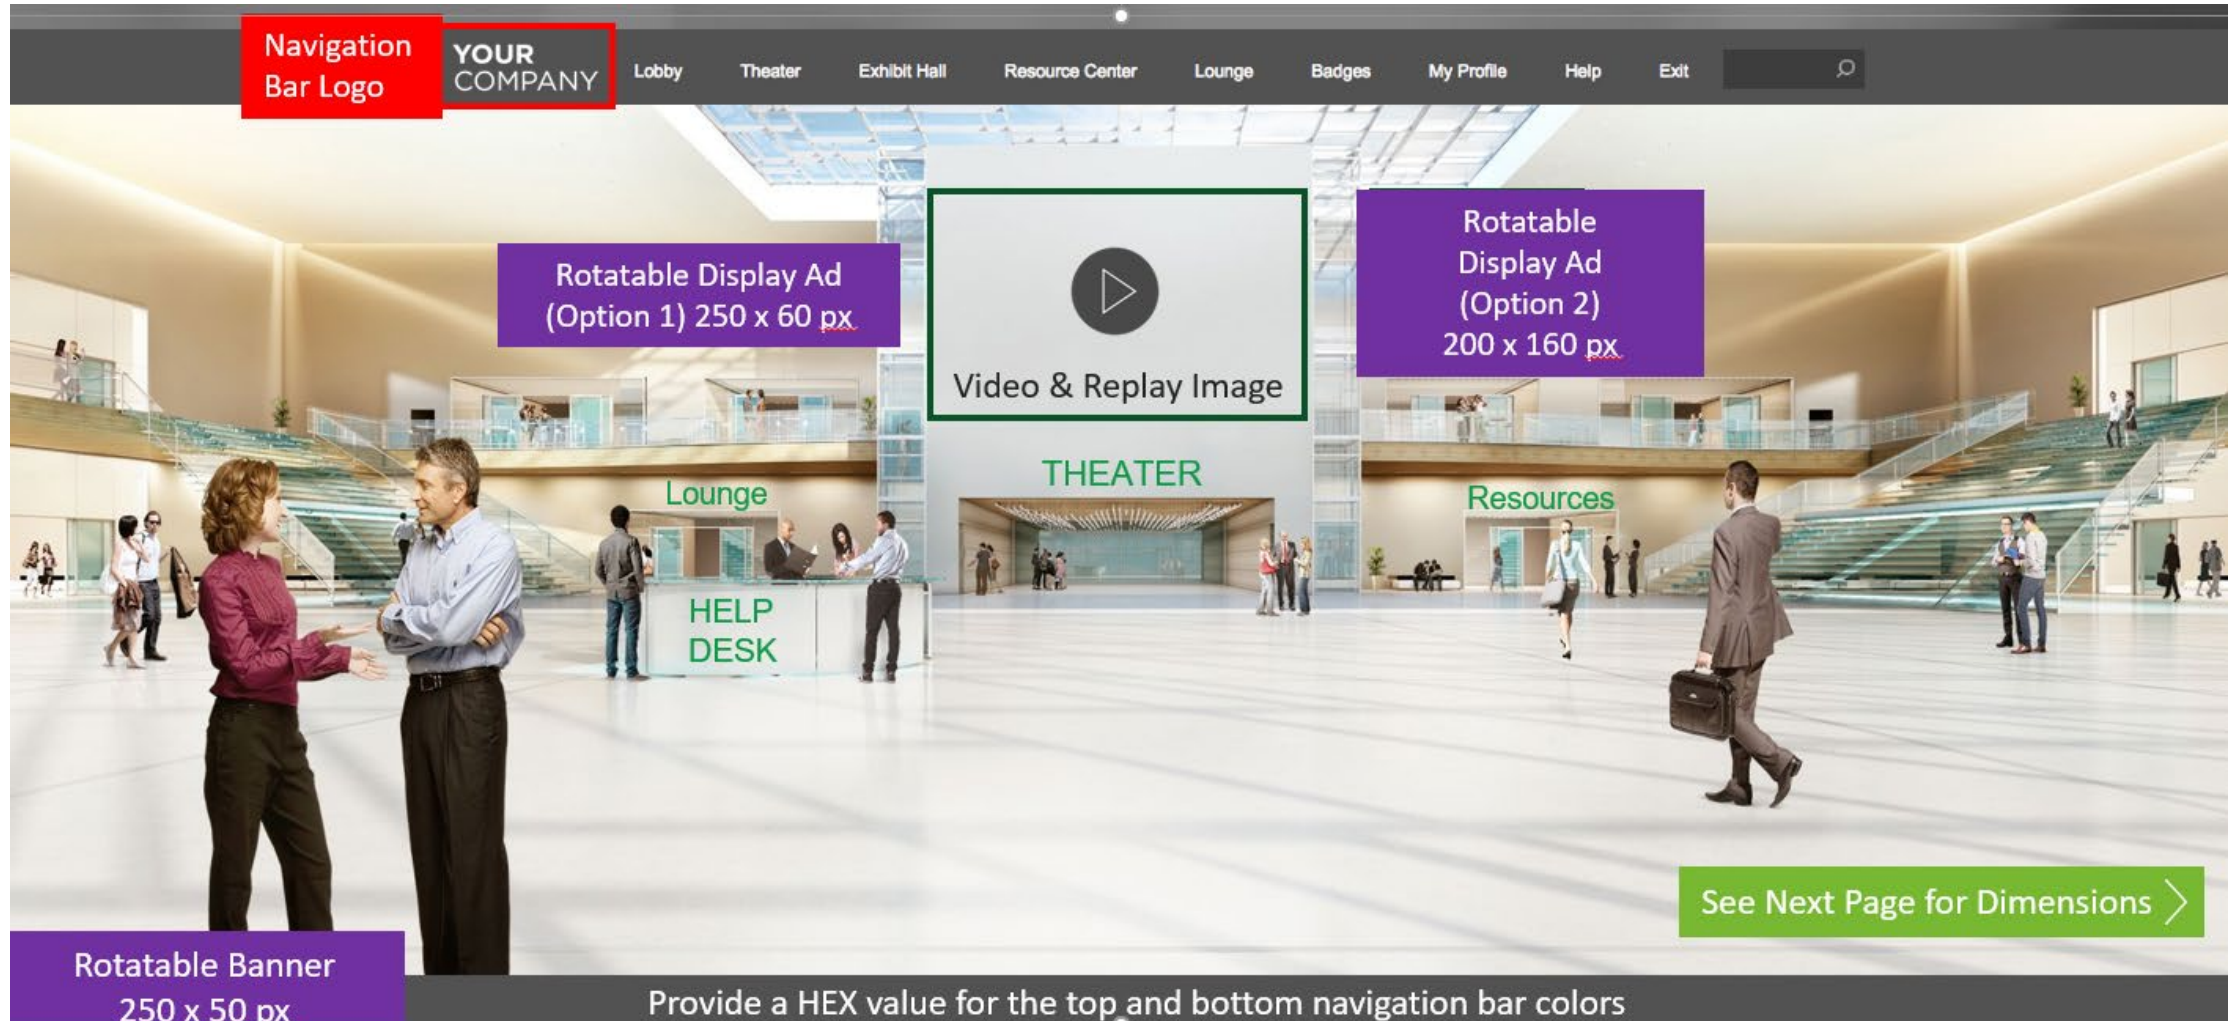 Navigation
Bar Logo
YOUR
COMPANY
Lobby
Theater
Exhibit Hall
Resource Center
Lounge
Badges
My Profile
Help
Exit
Rotatable Display Ad
(Option 1) 250 x 60 px
Video & Replay Image
Rotatable
Display Ad
(Option 2)
200 x 160 px
Lounge
THEATER
Resources
HELP
DESK
See Next Page for Dimensions
Rotatable Banner
250 x 50 px
Provide a HEX value for the top and bottom navigation bar colors